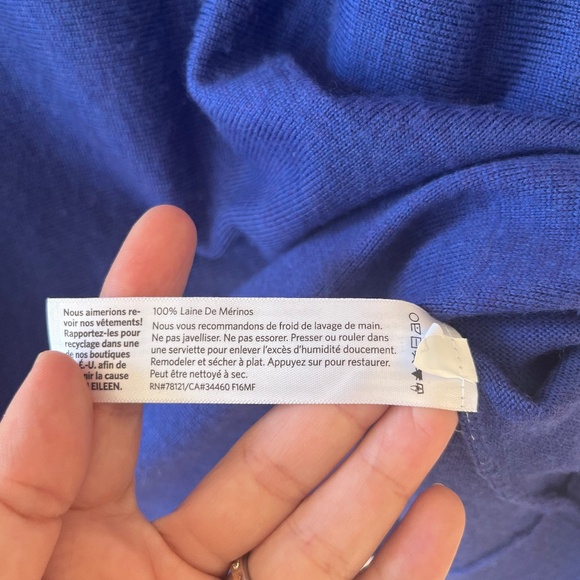 Nous aimerions re-
voir nos vêtements!
Rapportez-les pour
recyclage dans une
de nos boutiques
É.-U. afin de
la cause
EILEEN.
100% Laine De Mérinos
Nous vous recommandons de froid de lavage de main.
Ne pas javelliser. Ne pas essorer. Presser ou rouler dans
une serviette pour enlever l'excès d'humidité doucement.
Remodeler et sécher à plat. Appuyez sur pour restaurer.
Peut être nettoyé à sec.
RN#78121/CA#34460 F16MF